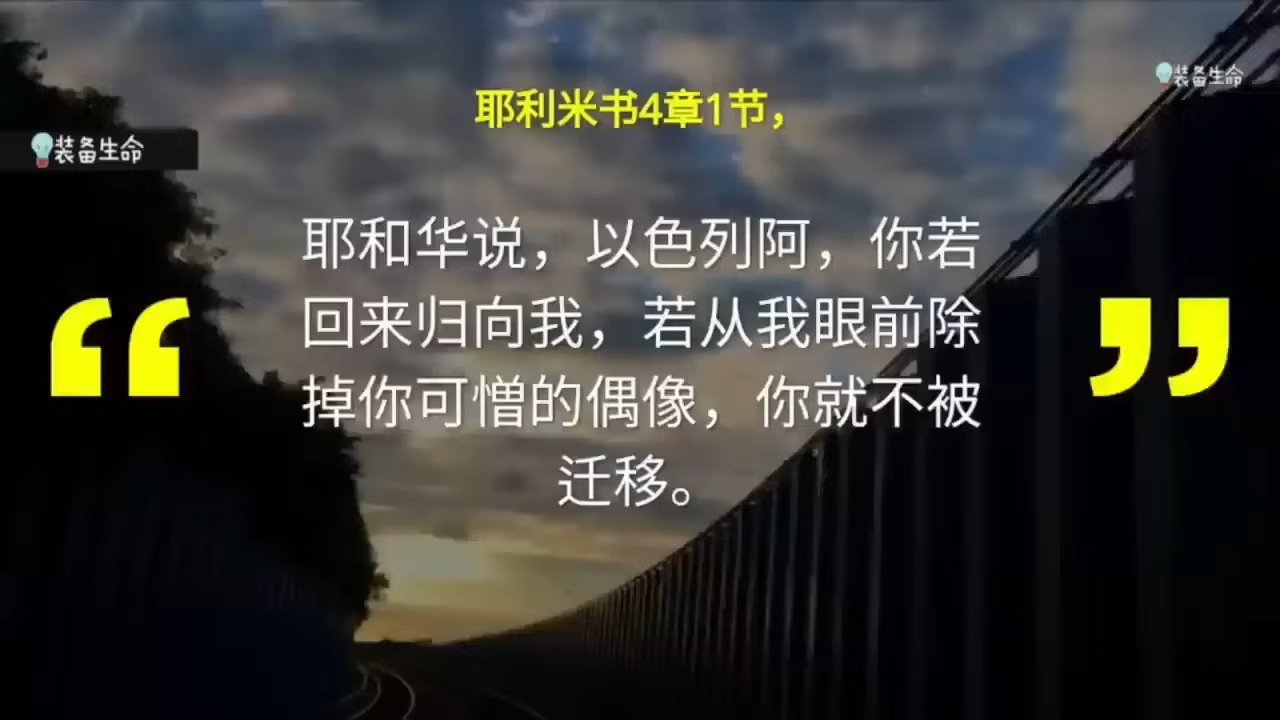 装备生命
耶利米书4章1节，
装备生命
“
耶和华说，以色列阿，你若
回来归向我，若从我眼前除
掉你可憎的偶像，你就不被
迁移。
”